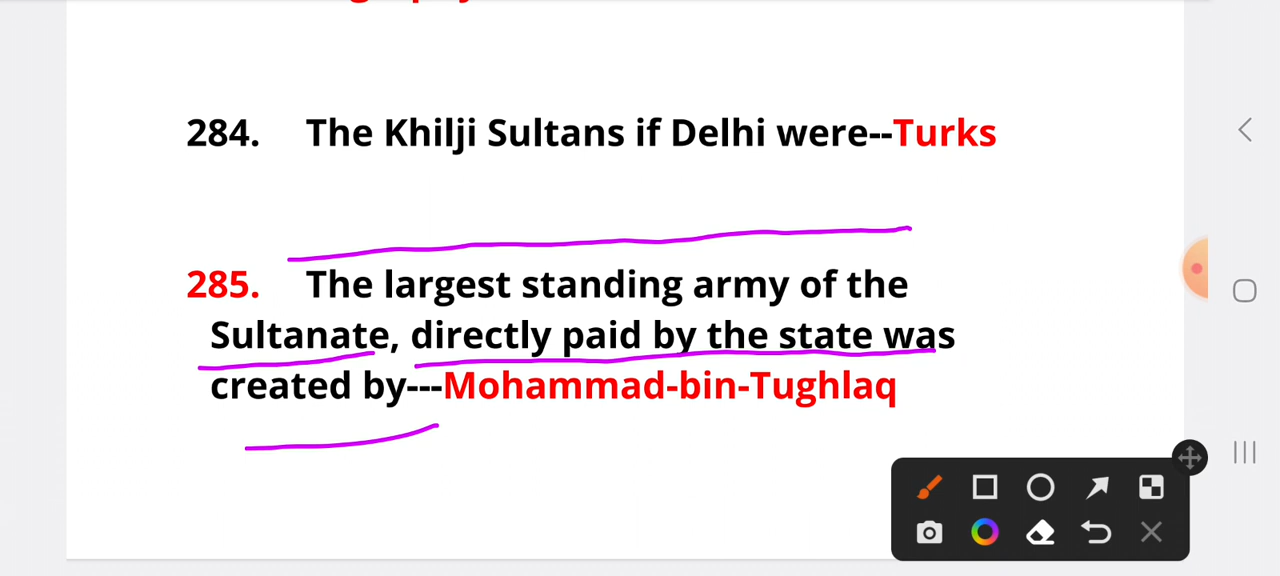 284. The Khilji Sultans if Delhi were--Turks
285. The largest standing army of the
Sultanate, directly paid by the state was
created by---Mohammad-bin-Tughlaq